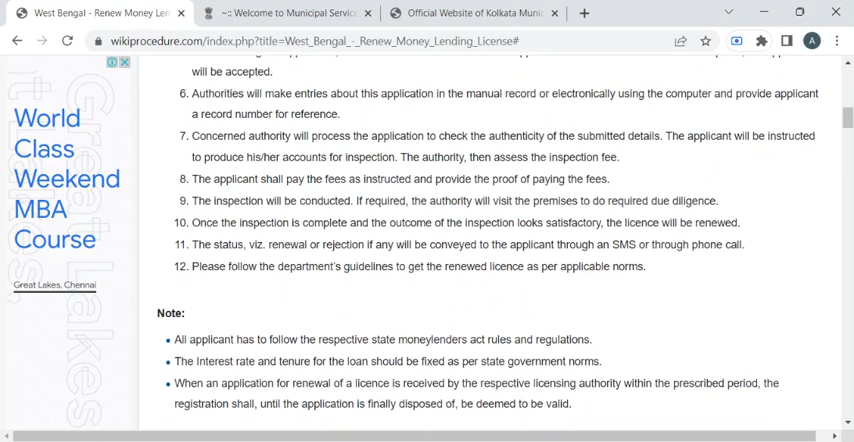 West Bengal - Renew Money Len
~:: Welcome to Municipal Service
Official Website of Kolkata Munic
wikiprocedure.com/index.php?title=West_Bengal_-_Renew_Money_Lending_License#
A
World
Class
Weekend
MBA
Course
Great Lakes, Chennai
will be accepted.
6. Authorities will make entries about this application in the manual record or electronically using the computer and provide applicant
a record number for reference.
7. Concerned authority will process the application to check the authenticity of the submitted details. The applicant will be instructed
to produce his/her accounts for inspection. The authority, then assess the inspection fee.
8. The applicant shall pay the fees as instructed and provide the proof of paying the fees.
9. The inspection will be conducted. If required, the authority will visit the premises to do required due diligence.
10. Once the inspection is complete and the outcome of the inspection looks satisfactory, the licence will be renewed.
11. The status, viz. renewal or rejection if any will be conveyed to the applicant through an SMS or through phone call.
12. Please follow the department's guidelines to get the renewed licence as per applicable norms.
Note:
• All applicant has to follow the respective state moneylenders act rules and regulations.
• The Interest rate and tenure for the loan should be fixed as per state government norms.
• When an application for renewal of a licence is received by the respective licensing authority within the prescribed period, the
registration shall, until the application is finally disposed of, be deemed to be valid.